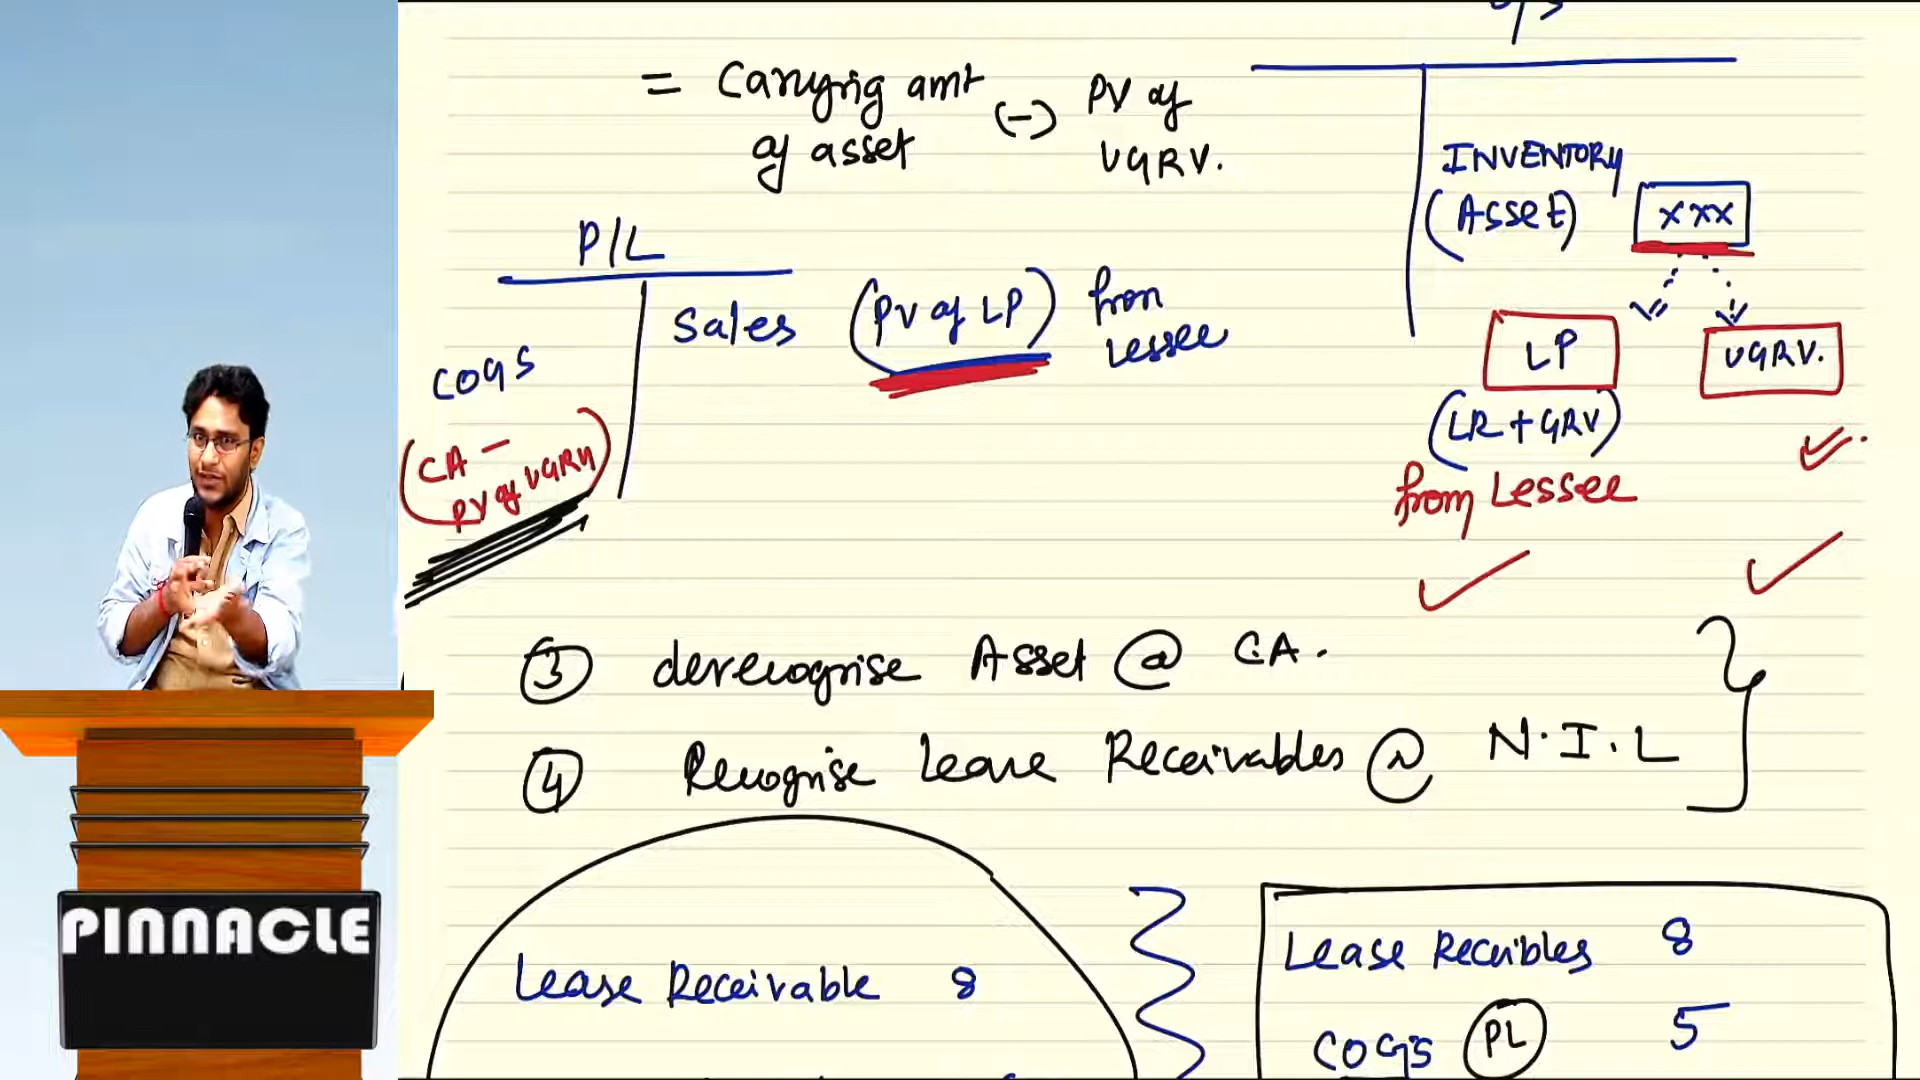 = Carrying amt (-) PV of
of asset UGRV.
INVENTORY
(Asset) xxx
P/L
Sales (PV of LP) from
Lessee
COGS
(CA -
PV of UGRV)
LP UGRV.
(LR + GRV)
from Lessee
③ derecognise Asset @ CA.
④ Recognise Lease Receivables @ N.I.L
Lease Receivable 8
Lease Receibles 8
COGS PL 5
PINNACLE